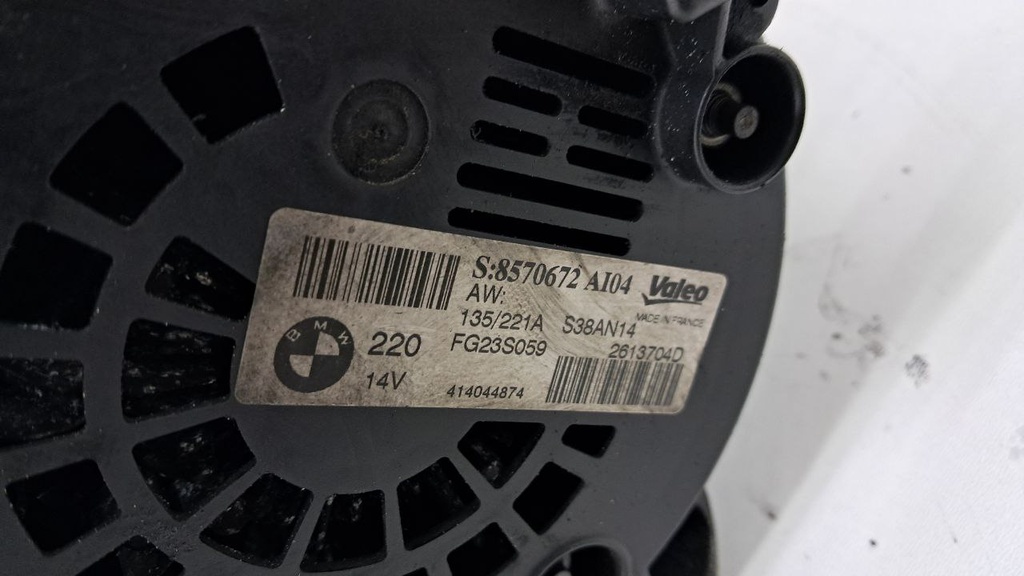 S:8570672 AI04 Valeo
AW:
MADE IN FRANCE
135/221A S38AN14
BMW
220 FG23S059 2613704D
14V
414044874